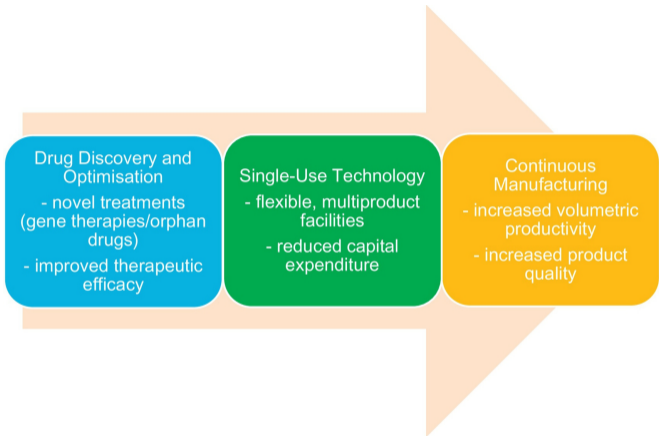 Drug Discovery and
Optimisation
- novel treatments
(gene therapies/orphan
drugs)
- improved therapeutic
efficacy
Single-Use Technology
- flexible, multiproduct
facilities
- reduced capital
expenditure
Continuous
Manufacturing
- increased volumetric
productivity
- increased product
quality